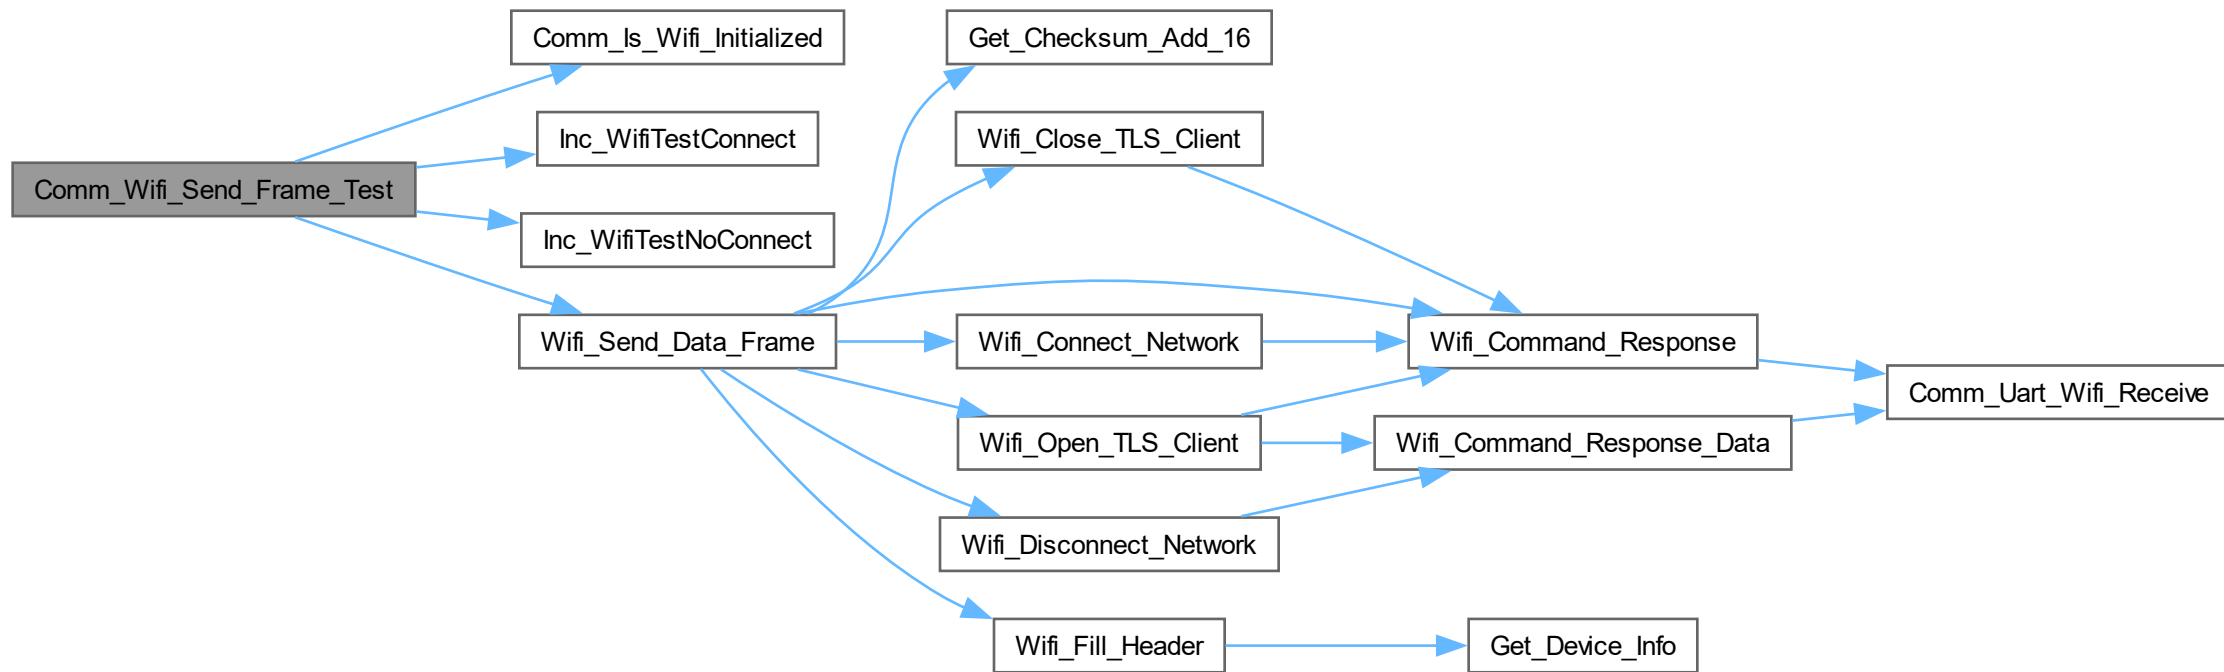 Comm_Wifi_Send_Frame_Test
Comm_Is_Wifi_Initialized
Inc_WifiTestConnect
Inc_WifiTestNoConnect
Wifi_Send_Data_Frame
Get_Checksum_Add_16
Wifi_Close_TLS_Client
Wifi_Connect_Network
Wifi_Open_TLS_Client
Wifi_Disconnect_Network
Wifi_Fill_Header
Wifi_Command_Response
Wifi_Command_Response_Data
Get_Device_Info
Comm_Uart_Wifi_Receive